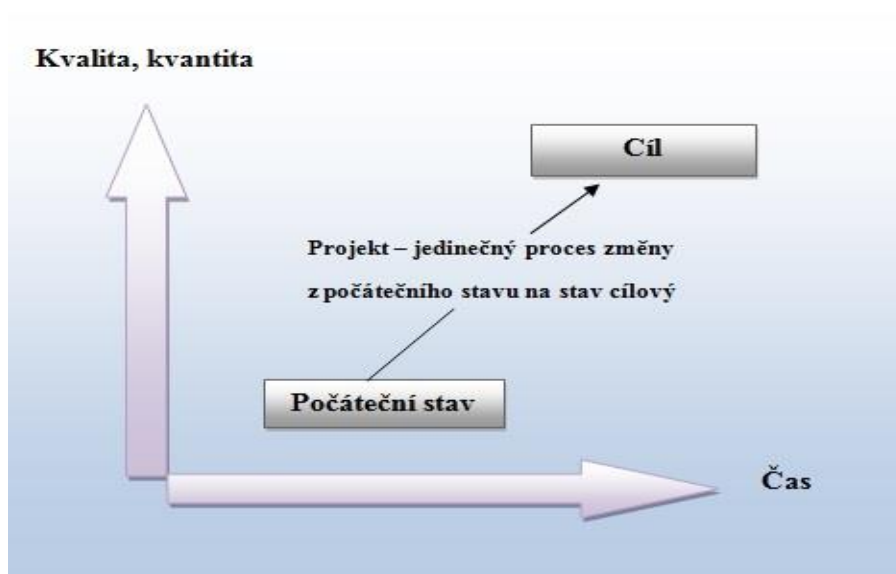 Kvalita, kvantita
Cíl
Projekt – jedinečný proces změny
z počátečního stavu na stav cílový
Počáteční stav
Čas